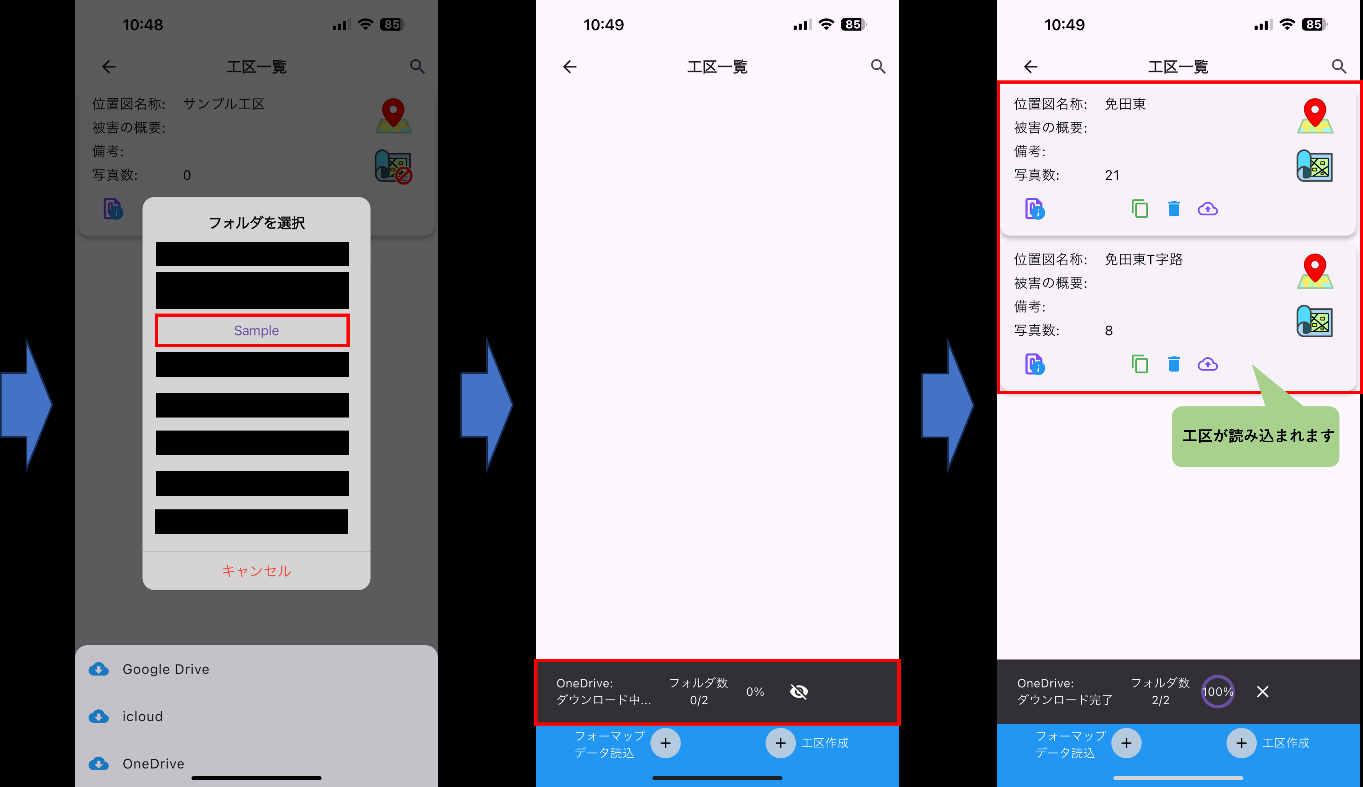 10:48
85
工区一覧
位置図名称: サンプル工区
被害の概要:
備考:
写真数: 0
フォルダを選択
Sample
キャンセル
Google Drive
icloud
OneDrive
10:49
85
工区一覧
OneDrive:
ダウンロード中...
フォルダ数
0/2
0%
フォーマップ
データ読込
工区作成
10:49
85
工区一覧
位置図名称: 免田東
被害の概要:
備考:
写真数: 21
位置図名称: 免田東T字路
被害の概要:
備考:
写真数: 8
工区が読み込まれます
OneDrive:
ダウンロード完了
フォルダ数
2/2
100%
フォーマップ
データ読込
工区作成